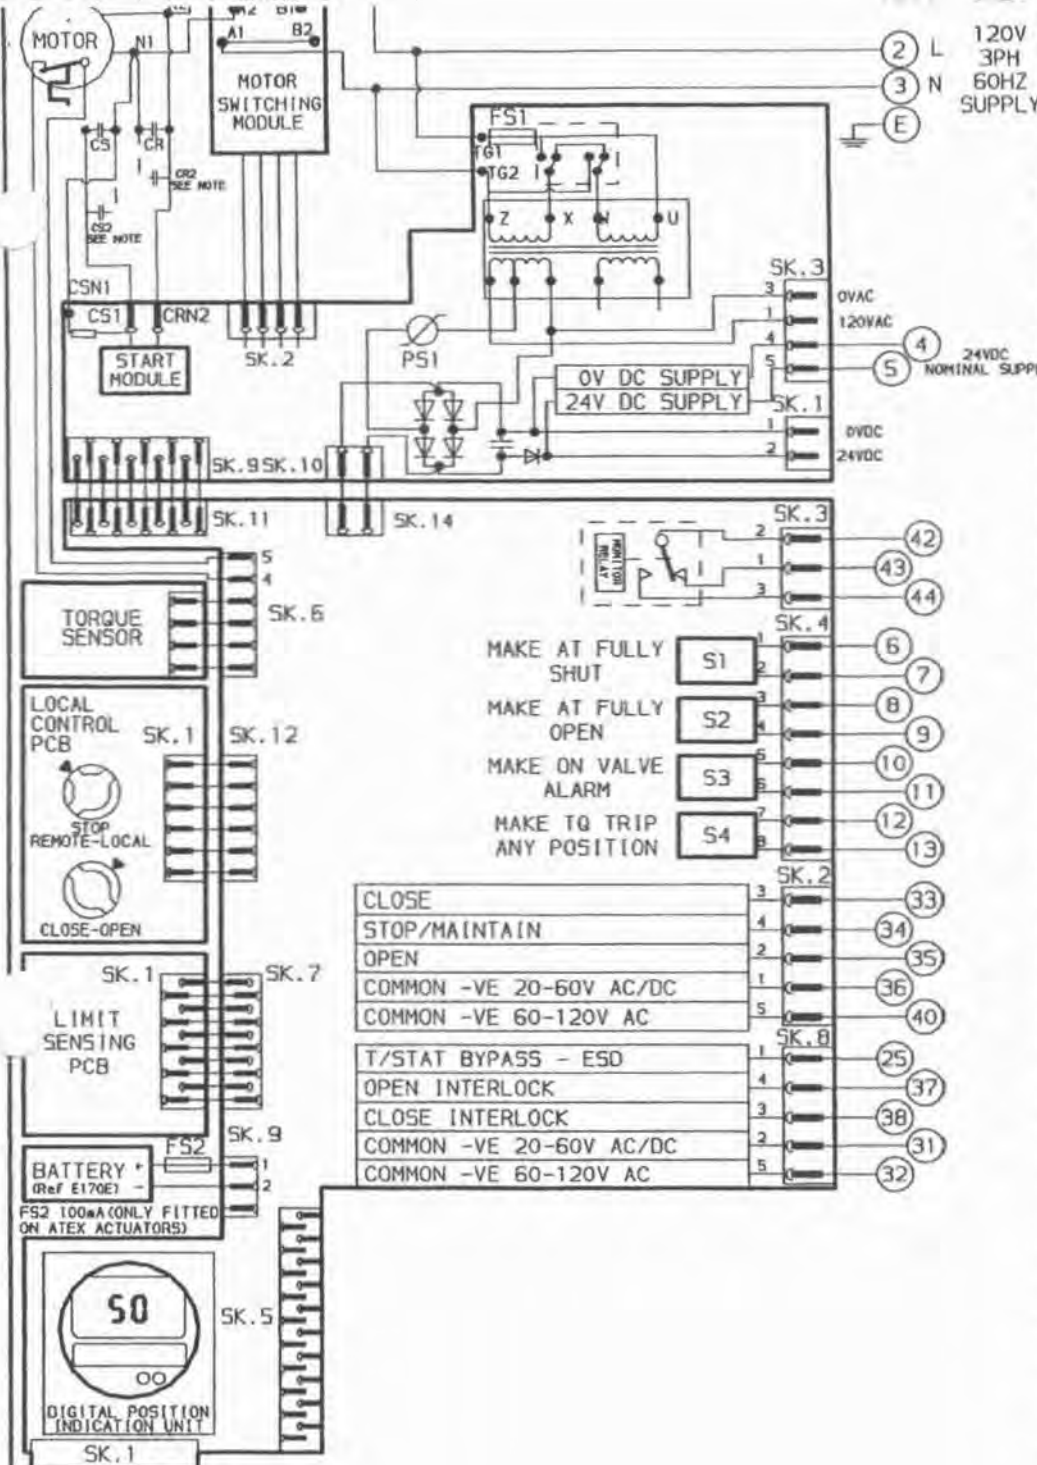 MOTOR
N1
A2 B1
A1 B2
MOTOR
SWITCHING
MODULE
2 L
3 N
E
120V
3PH
60HZ
SUPPLY
CS CR
CR2
SEE NOTE
CS2
SEE NOTE
FS1
TG1
TG2
Z X W U
CSN1
CS1 CRN2
START
MODULE
SK.2
PS1
SK.3
3 0VAC
1 120VAC
4 4
5 5
24VDC
NOMINAL SUPPL
0V DC SUPPLY
24V DC SUPPLY
SK.1
1 0VDC
2 24VDC
SK.9 SK.10
SK.11 SK.14
SK.3
MONITOR
RELAY
2 42
1 43
3 44
5
4
SK.6
TORQUE
SENSOR
SK.4
MAKE AT FULLY
SHUT
S1
1 6
2 7
MAKE AT FULLY
OPEN
S2
3 8
4 9
MAKE ON VALVE
ALARM
S3
5 10
6 11
MAKE TQ TRIP
ANY POSITION
S4
7 12
8 13
LOCAL
CONTROL
PCB
SK.1 SK.12
STOP
REMOTE-LOCAL
CLOSE-OPEN
SK.2
CLOSE 3 33
STOP/MAINTAIN 4 34
OPEN 2 35
COMMON -VE 20-60V AC/DC 1 36
COMMON -VE 60-120V AC 5 40
SK.8
T/STAT BYPASS - ESD 1 25
OPEN INTERLOCK 4 37
CLOSE INTERLOCK 3 38
COMMON -VE 20-60V AC/DC 2 31
COMMON -VE 60-120V AC 5 32
SK.1 SK.7
LIMIT
SENSING
PCB
SK.9
FS2
BATTERY + 1
(Ref E170E) - 2
FS2 100mA(ONLY FITTED
ON ATEX ACTUATORS)
50
SK.5
DIGITAL POSITION
INDICATION UNIT
SK.1